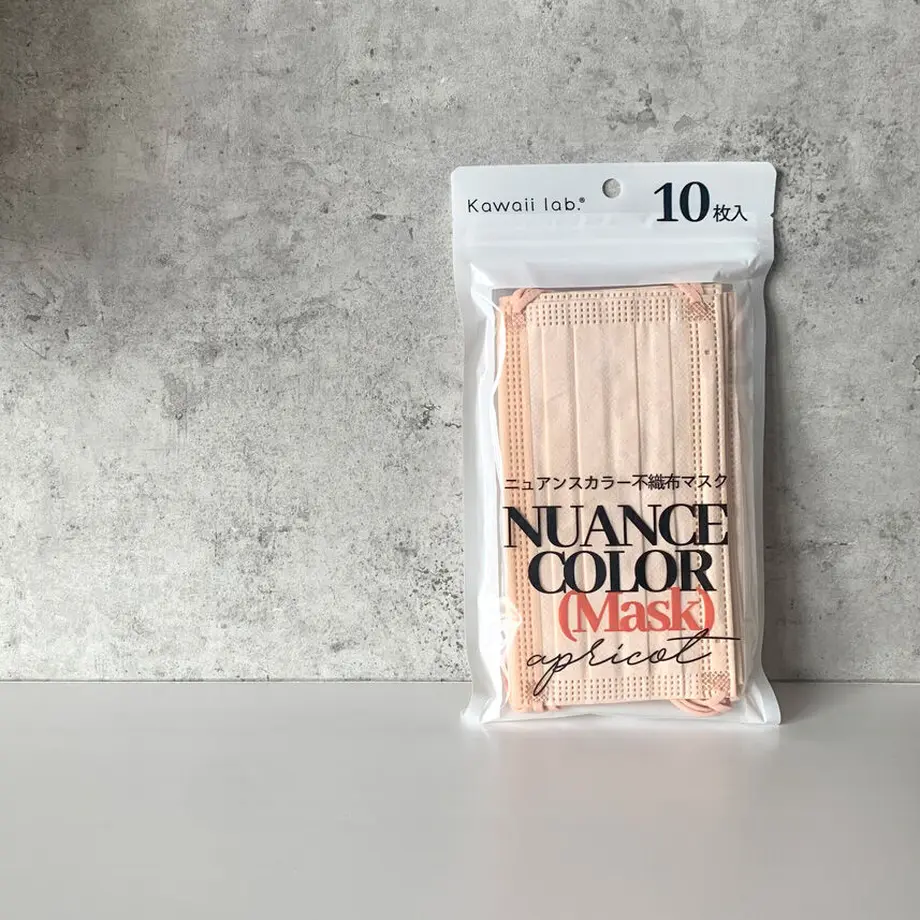 Kawaii lab.®
10枚入
ニュアンスカラー不織布マスク
NUANCE
COLOR
(Mask)
apricot